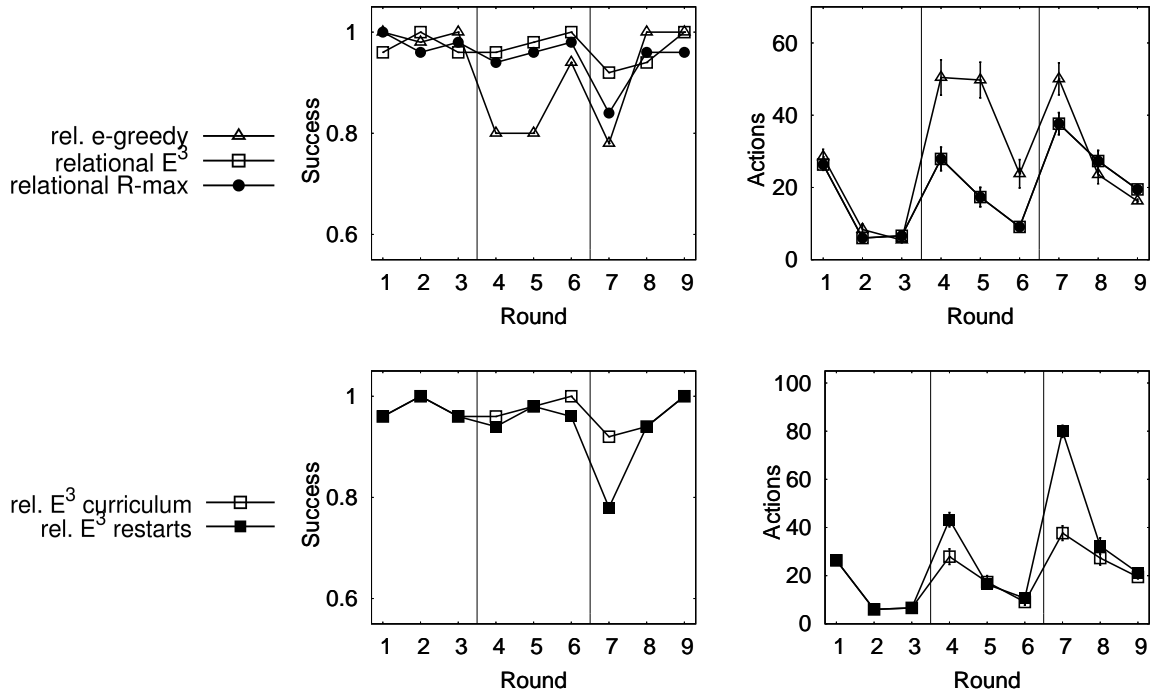 rel. e-greedy
relational E3
relational R-max
Success
1
0.8
0.6
1 2 3 4 5 6 7 8 9
Round
Actions
60
40
20
0
1 2 3 4 5 6 7 8 9
Round
rel. E3 curriculum
rel. E3 restarts
Success
1
0.8
0.6
1 2 3 4 5 6 7 8 9
Round
Actions
100
80
60
40
20
0
1 2 3 4 5 6 7 8 9
Round